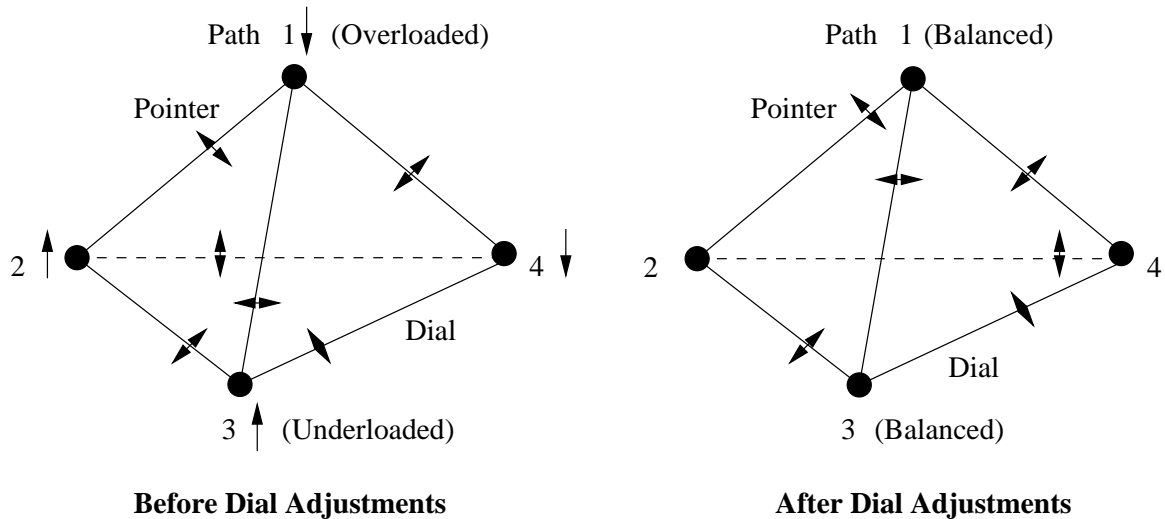 Path 1 (Overloaded)
Pointer
2
4
Dial
3 (Underloaded)
Before Dial Adjustments
Path 1 (Balanced)
Pointer
2
4
Dial
3 (Balanced)
After Dial Adjustments